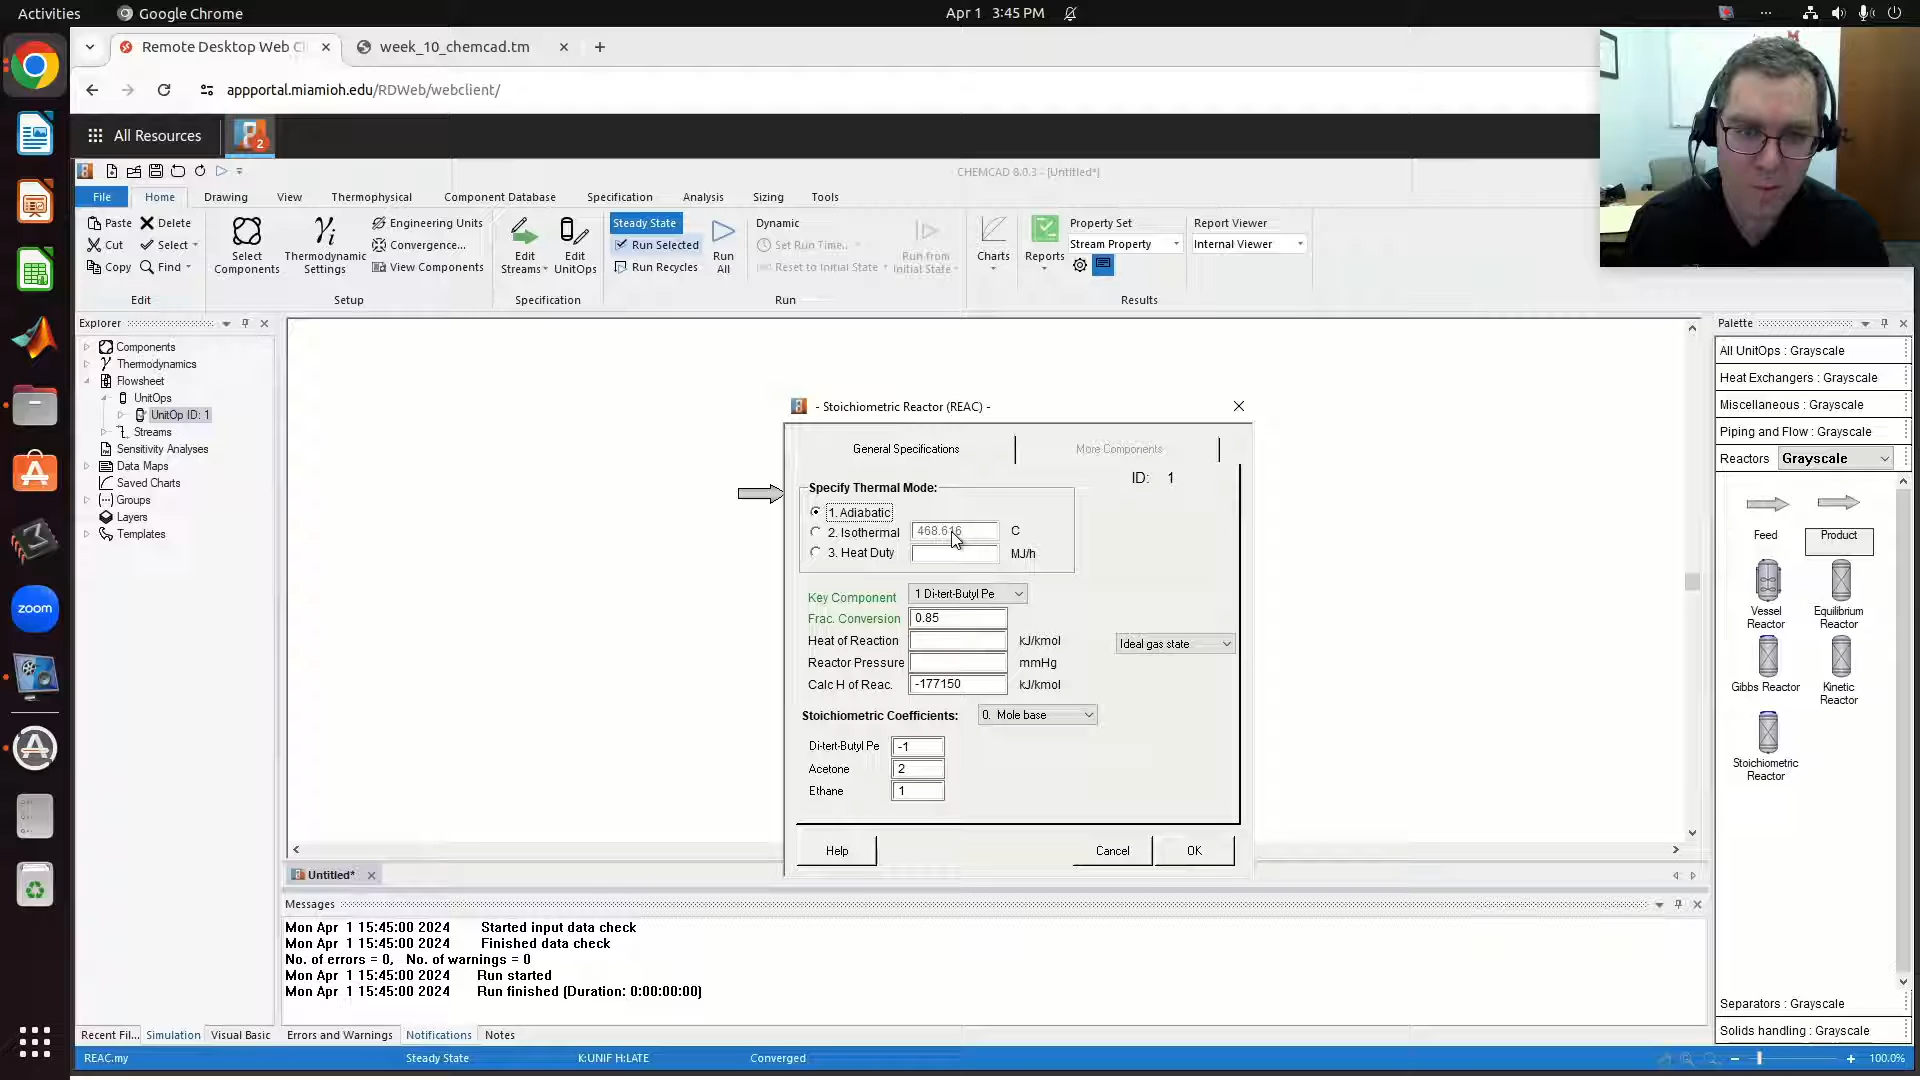 Activities
Google Chrome
Apr 1 3:45 PM
Remote Desktop Web Cl
week_10_chemcad.tm
appportal.miamioh.edu/RDWeb/webclient/
All Resources
2
CHEMCAD 8.0.3 - [Untitled*]
File Home Drawing View Thermophysical Component Database Specification Analysis Sizing Tools
Paste Delete
Cut Select
Copy Find
Edit
Select Components
Thermodynamic Settings
Engineering Units
Convergence...
View Components
Setup
Edit Streams
Edit UnitOps
Specification
Steady State
Run Selected
Run Recycles
Run All
Dynamic
Set Run Time...
Reset to Initial State
Run from Initial State
Run
Charts
Reports
Property Set
Stream Property
Report Viewer
Internal Viewer
Results
Explorer
Components
Thermodynamics
Flowsheet
UnitOps
UnitOp ID: 1
Streams
Sensitivity Analyses
Data Maps
Saved Charts
Groups
Layers
Templates
- Stoichiometric Reactor (REAC) -
General Specifications
More Components
ID: 1
Specify Thermal Mode:
1. Adiabatic
2. Isothermal 468.616 C
3. Heat Duty MJ/h
Key Component 1 Di-tert-Butyl Pe
Frac. Conversion 0.85
Heat of Reaction kJ/kmol
Ideal gas state
Reactor Pressure mmHg
Calc H of Reac. -177150 kJ/kmol
Stoichiometric Coefficients: 0. Mole base
Di-tert-Butyl Pe -1
Acetone 2
Ethane 1
Help Cancel OK
Palette
All UnitOps : Grayscale
Heat Exchangers : Grayscale
Miscellaneous : Grayscale
Piping and Flow : Grayscale
Reactors Grayscale
Feed
Product
Vessel Reactor
Equilibrium Reactor
Gibbs Reactor
Kinetic Reactor
Stoichiometric Reactor
Separators : Grayscale
Solids handling : Grayscale
Untitled*
Messages
Mon Apr 1 15:45:00 2024 Started input data check
Mon Apr 1 15:45:00 2024 Finished data check
No. of errors = 0, No. of warnings = 0
Mon Apr 1 15:45:00 2024 Run started
Mon Apr 1 15:45:00 2024 Run finished (Duration: 0:00:00:00)
Recent Fil... Simulation Visual Basic
Errors and Warnings Notifications Notes
REAC.my
Steady State
K:UNIF H:LATE
Converged
100.0%
zoom